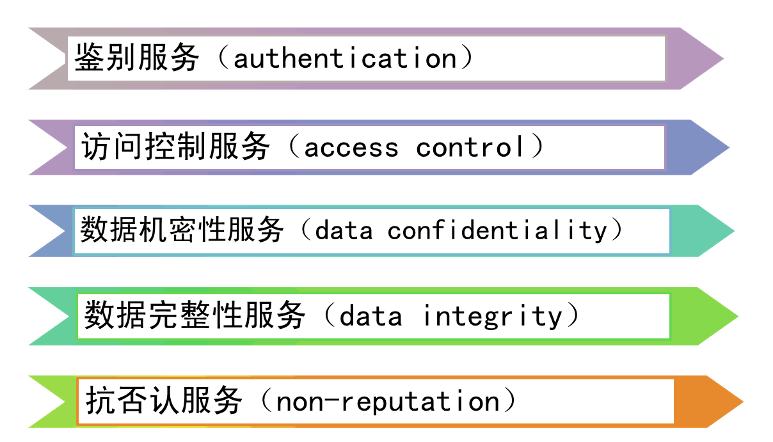 鉴别服务（authentication）
访问控制服务（access control）
数据机密性服务（data confidentiality）
数据完整性服务（data integrity）
抗否认服务（non-reputation）